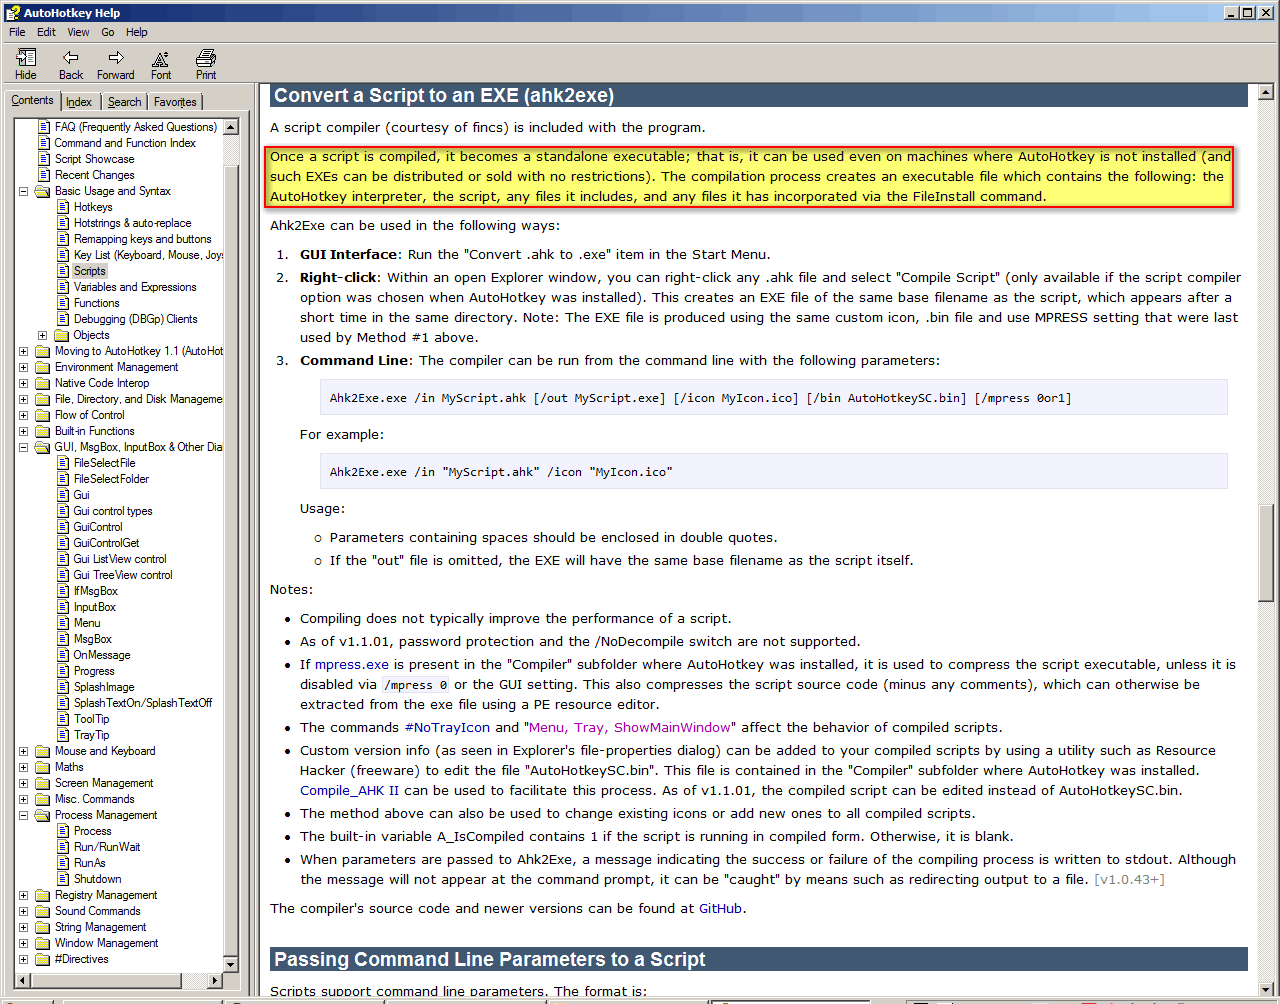 AutoHotkey Help
File Edit View Go Help
Hide Back Forward Font Print
Contents Index Search Favorites
FAQ (Frequently Asked Questions)
Command and Function Index
Script Showcase
Recent Changes
Basic Usage and Syntax
Hotkeys
Hotstrings & auto-replace
Remapping keys and buttons
Key List (Keyboard, Mouse, Joys
Scripts
Variables and Expressions
Functions
Debugging (DBGp) Clients
Objects
Moving to AutoHotkey 1.1 (AutoHot
Environment Management
Native Code Interop
File, Directory, and Disk Manageme
Flow of Control
Built-in Functions
GUI, MsgBox, InputBox & Other Dial
FileSelectFile
FileSelectFolder
Gui
Gui control types
GuiControl
GuiControlGet
Gui ListView control
Gui TreeView control
IfMsgBox
InputBox
Menu
MsgBox
OnMessage
Progress
SplashImage
SplashTextOn/SplashTextOff
ToolTip
TrayTip
Mouse and Keyboard
Maths
Screen Management
Misc. Commands
Process Management
Process
Run/RunWait
RunAs
Shutdown
Registry Management
Sound Commands
String Management
Window Management
#Directives
Convert a Script to an EXE (ahk2exe)
A script compiler (courtesy of fincs) is included with the program.
Once a script is compiled, it becomes a standalone executable; that is, it can be used even on machines where AutoHotkey is not installed (and
such EXEs can be distributed or sold with no restrictions). The compilation process creates an executable file which contains the following: the
AutoHotkey interpreter, the script, any files it includes, and any files it has incorporated via the FileInstall command.
Ahk2Exe can be used in the following ways:
1. GUI Interface: Run the "Convert .ahk to .exe" item in the Start Menu.
2. Right-click: Within an open Explorer window, you can right-click any .ahk file and select "Compile Script" (only available if the script compiler
option was chosen when AutoHotkey was installed). This creates an EXE file of the same base filename as the script, which appears after a
short time in the same directory. Note: The EXE file is produced using the same custom icon, .bin file and use MPRESS setting that were last
used by Method #1 above.
3. Command Line: The compiler can be run from the command line with the following parameters:
Ahk2Exe.exe /in MyScript.ahk [/out MyScript.exe] [/icon MyIcon.ico] [/bin AutoHotkeySC.bin] [/mpress 0or1]
For example:
Ahk2Exe.exe /in "MyScript.ahk" /icon "MyIcon.ico"
Usage:
Parameters containing spaces should be enclosed in double quotes.
If the "out" file is omitted, the EXE will have the same base filename as the script itself.
Notes:
Compiling does not typically improve the performance of a script.
As of v1.1.01, password protection and the /NoDecompile switch are not supported.
If mpress.exe is present in the "Compiler" subfolder where AutoHotkey was installed, it is used to compress the script executable, unless it is
disabled via /mpress 0 or the GUI setting. This also compresses the script source code (minus any comments), which can otherwise be
extracted from the exe file using a PE resource editor.
The commands #NoTrayIcon and "Menu, Tray, ShowMainWindow" affect the behavior of compiled scripts.
Custom version info (as seen in Explorer's file-properties dialog) can be added to your compiled scripts by using a utility such as Resource
Hacker (freeware) to edit the file "AutoHotkeySC.bin". This file is contained in the "Compiler" subfolder where AutoHotkey was installed.
Compile_AHK II can be used to facilitate this process. As of v1.1.01, the compiled script can be edited instead of AutoHotkeySC.bin.
The method above can also be used to change existing icons or add new ones to all compiled scripts.
The built-in variable A_IsCompiled contains 1 if the script is running in compiled form. Otherwise, it is blank.
When parameters are passed to Ahk2Exe, a message indicating the success or failure of the compiling process is written to stdout. Although
the message will not appear at the command prompt, it can be "caught" by means such as redirecting output to a file. [v1.0.43+]
The compiler's source code and newer versions can be found at GitHub.
Passing Command Line Parameters to a Script
Scripts support command line parameters. The format is: